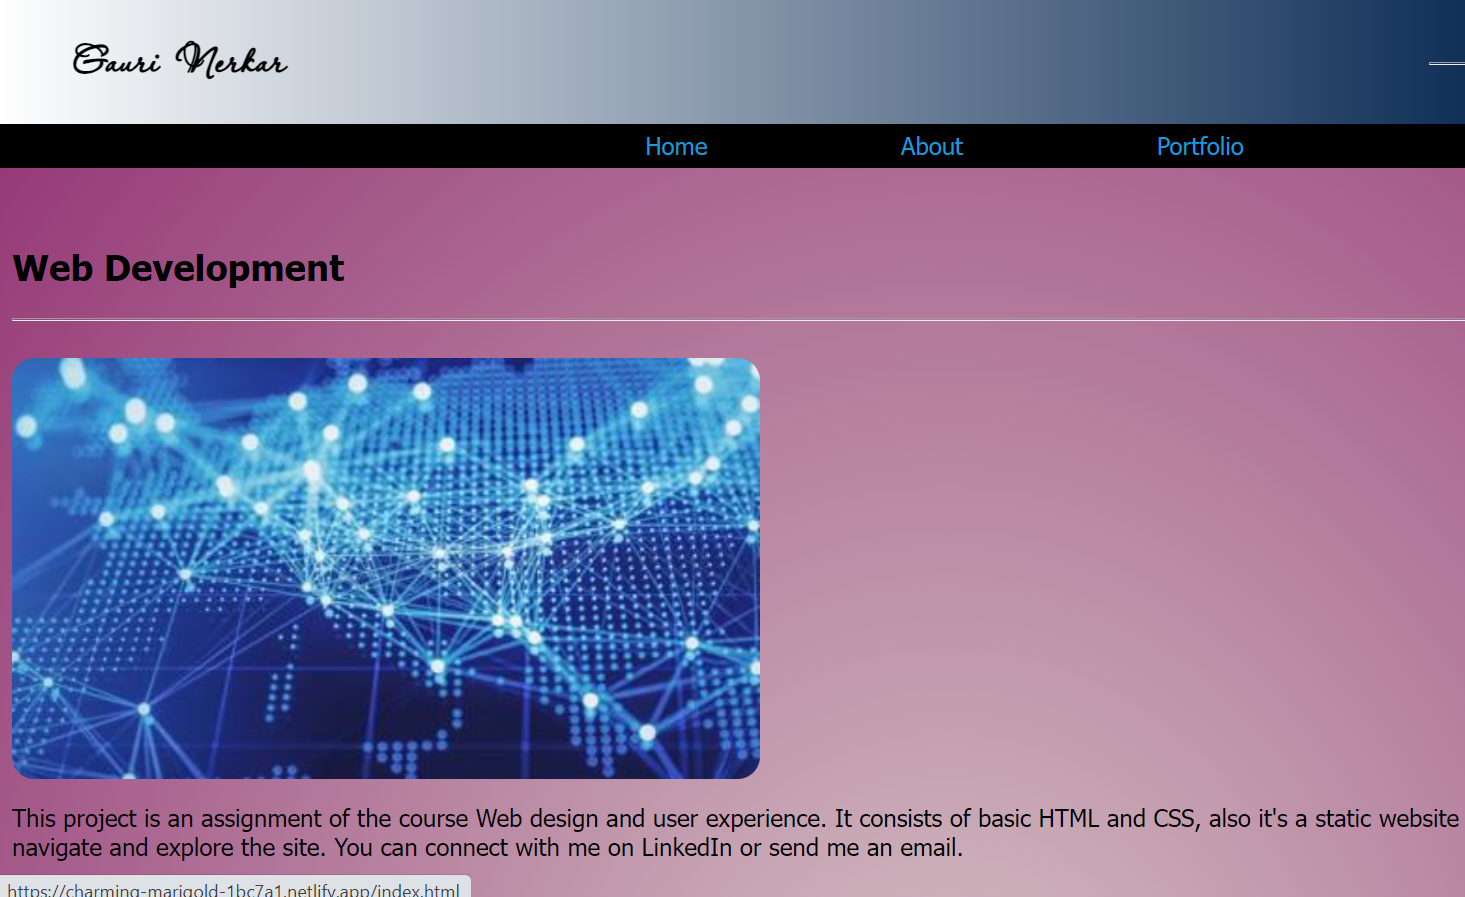 Gauri Nerkar
Home About Portfolio
Web Development
This project is an assignment of the course Web design and user experience. It consists of basic HTML and CSS, also it's a static website
navigate and explore the site. You can connect with me on LinkedIn or send me an email.
https://charming-marigold-1bc7a1.netlify.app/index.html